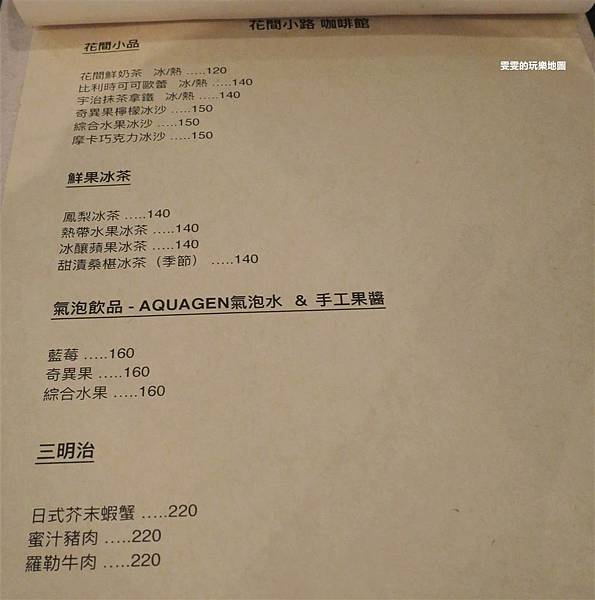 花間小路 咖啡館
雯雯的玩樂地圖
花間小品
花間鮮奶茶 冰/熱 .....120
比利時可可歐蕾 冰/熱 .....140
宇治抹茶拿鐵 冰/熱 .....140
奇異果檸檬冰沙 .....150
綜合水果冰沙 .....150
摩卡巧克力冰沙 .....150
鮮果冰茶
鳳梨冰茶 .....140
熱帶水果冰茶 .....140
冰釀蘋果冰茶 .....140
甜漬桑椹冰茶（季節） .....140
氣泡飲品 - AQUAGEN氣泡水 & 手工果醬
藍莓 .....160
奇異果 .....160
綜合水果 .....160
三明治
日式芥末蝦蟹 .....220
蜜汁豬肉 .....220
羅勒牛肉 .....220